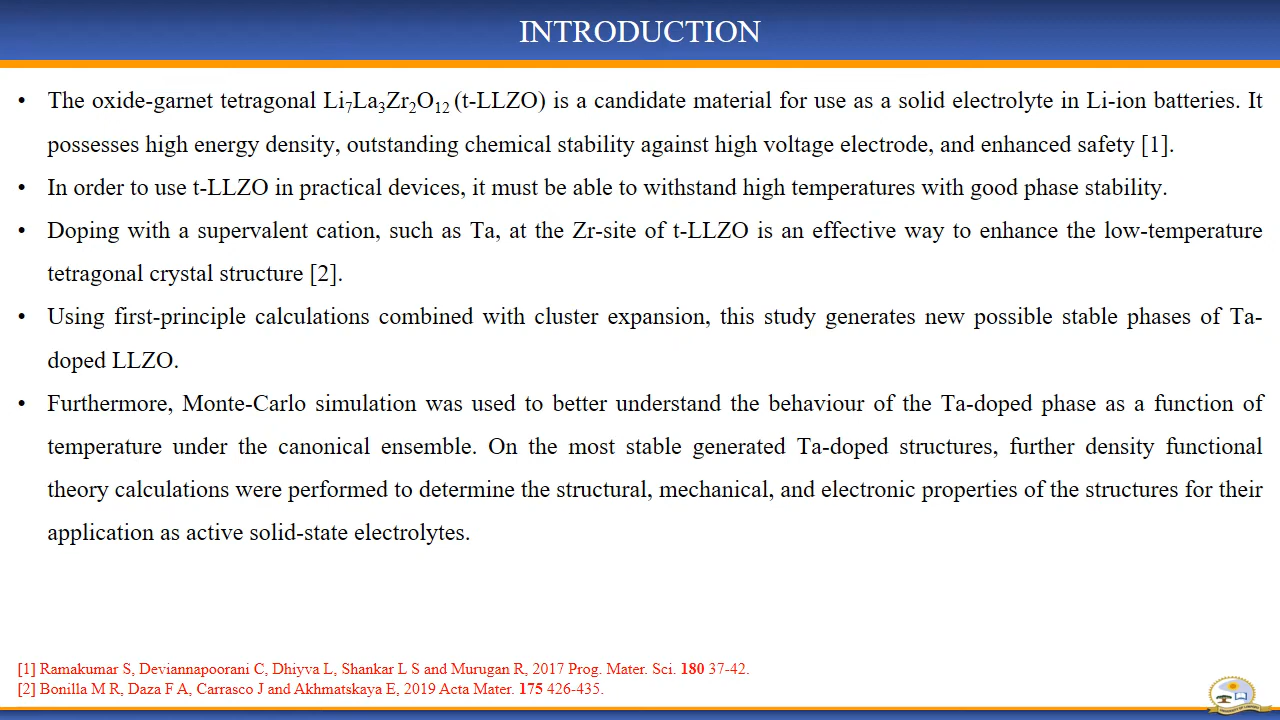 INTRODUCTION
• The oxide-garnet tetragonal Li₇La₃Zr₂O₁₂ (t-LLZO) is a candidate material for use as a solid electrolyte in Li-ion batteries. It
possesses high energy density, outstanding chemical stability against high voltage electrode, and enhanced safety [1].
• In order to use t-LLZO in practical devices, it must be able to withstand high temperatures with good phase stability.
• Doping with a supervalent cation, such as Ta, at the Zr-site of t-LLZO is an effective way to enhance the low-temperature
tetragonal crystal structure [2].
• Using first-principle calculations combined with cluster expansion, this study generates new possible stable phases of Ta-
doped LLZO.
• Furthermore, Monte-Carlo simulation was used to better understand the behaviour of the Ta-doped phase as a function of
temperature under the canonical ensemble. On the most stable generated Ta-doped structures, further density functional
theory calculations were performed to determine the structural, mechanical, and electronic properties of the structures for their
application as active solid-state electrolytes.
[1] Ramakumar S, Deviannapoorani C, Dhiyva L, Shankar L S and Murugan R, 2017 Prog. Mater. Sci. 180 37-42.
[2] Bonilla M R, Daza F A, Carrasco J and Akhmatskaya E, 2019 Acta Mater. 175 426-435.